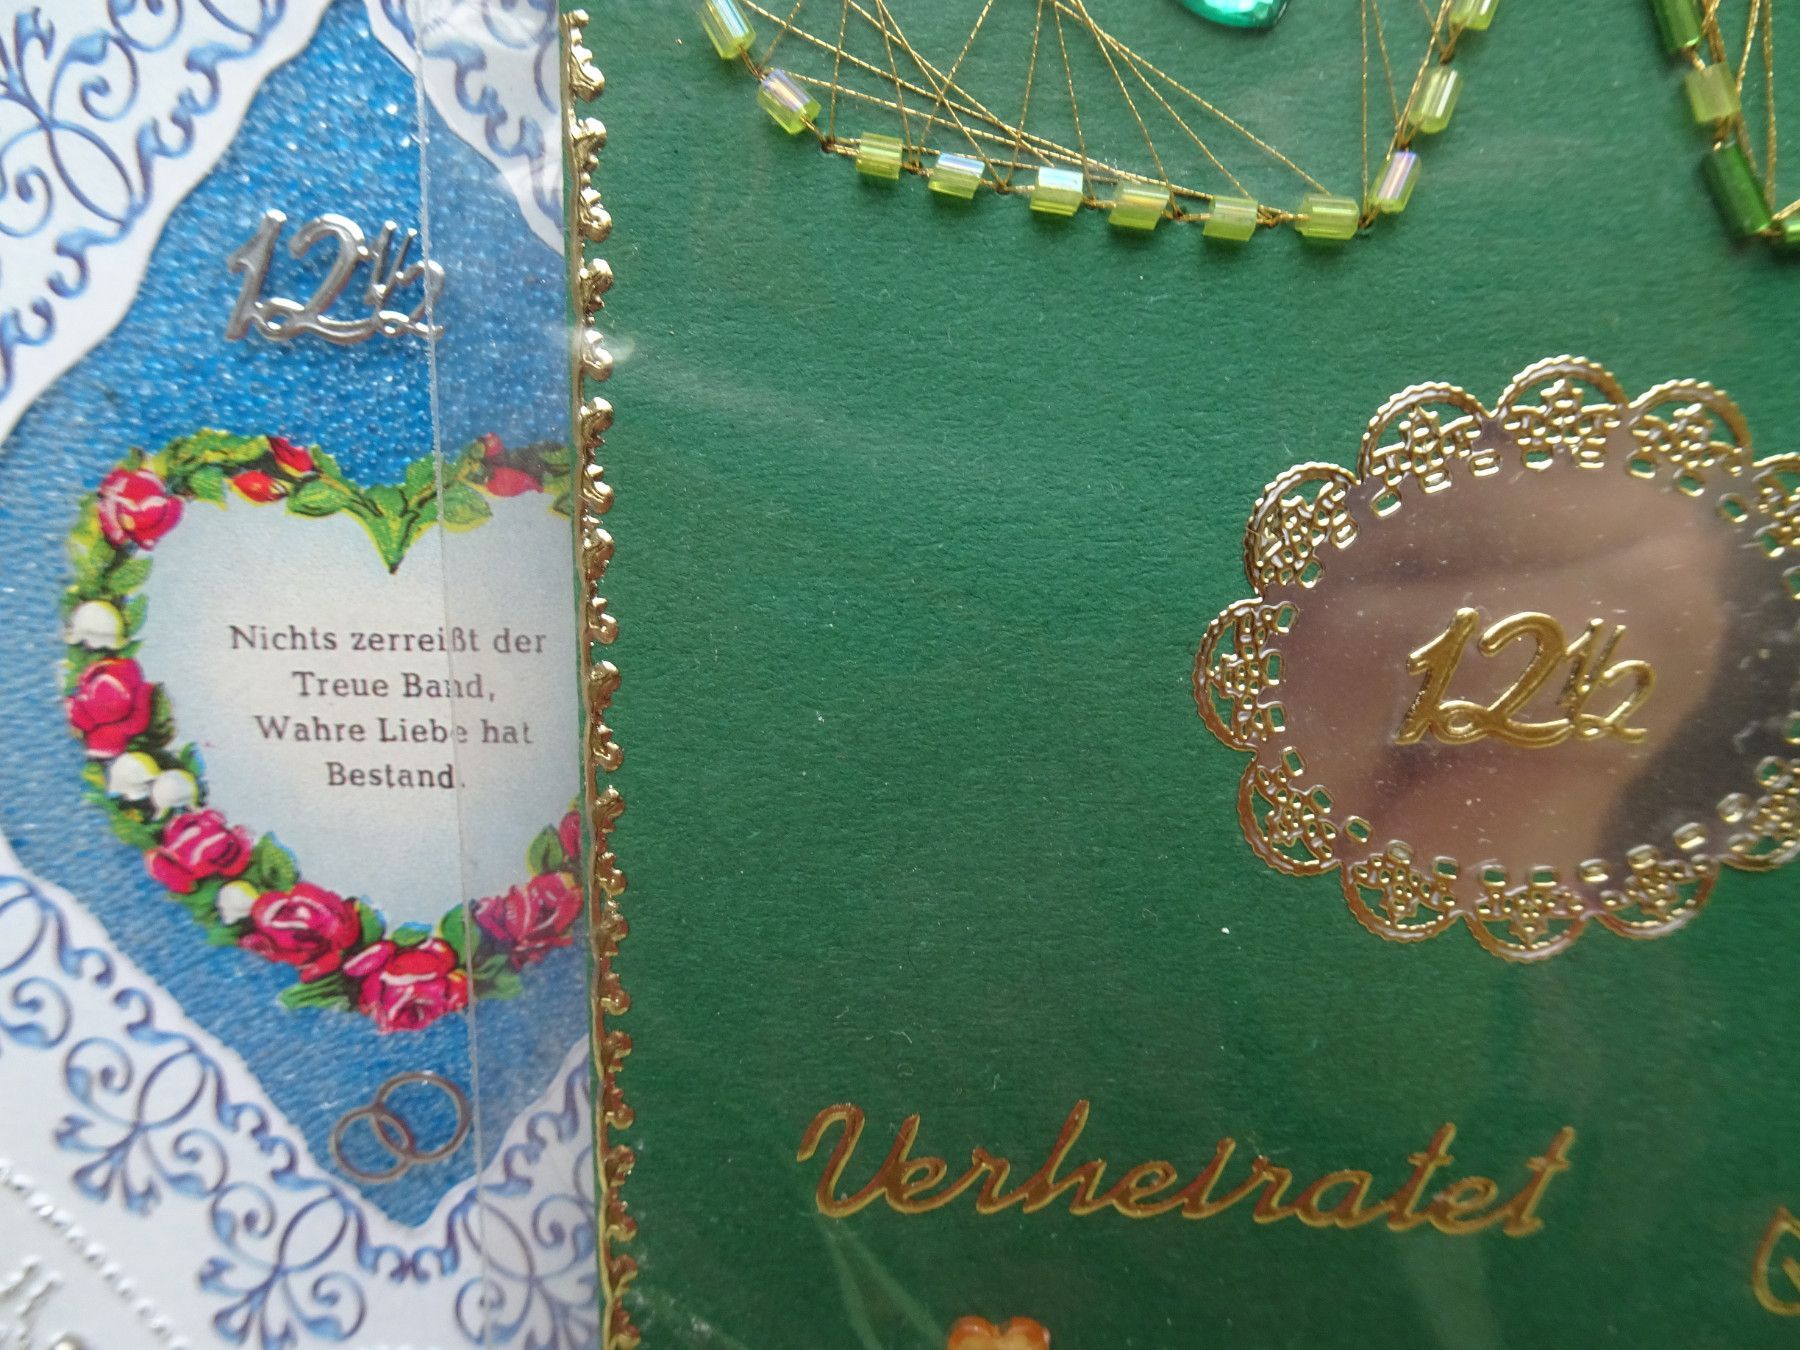 12½
Nichts zerreißt der
Treue Band,
Wahre Liebe hat
Bestand.
12½
Verheiratet